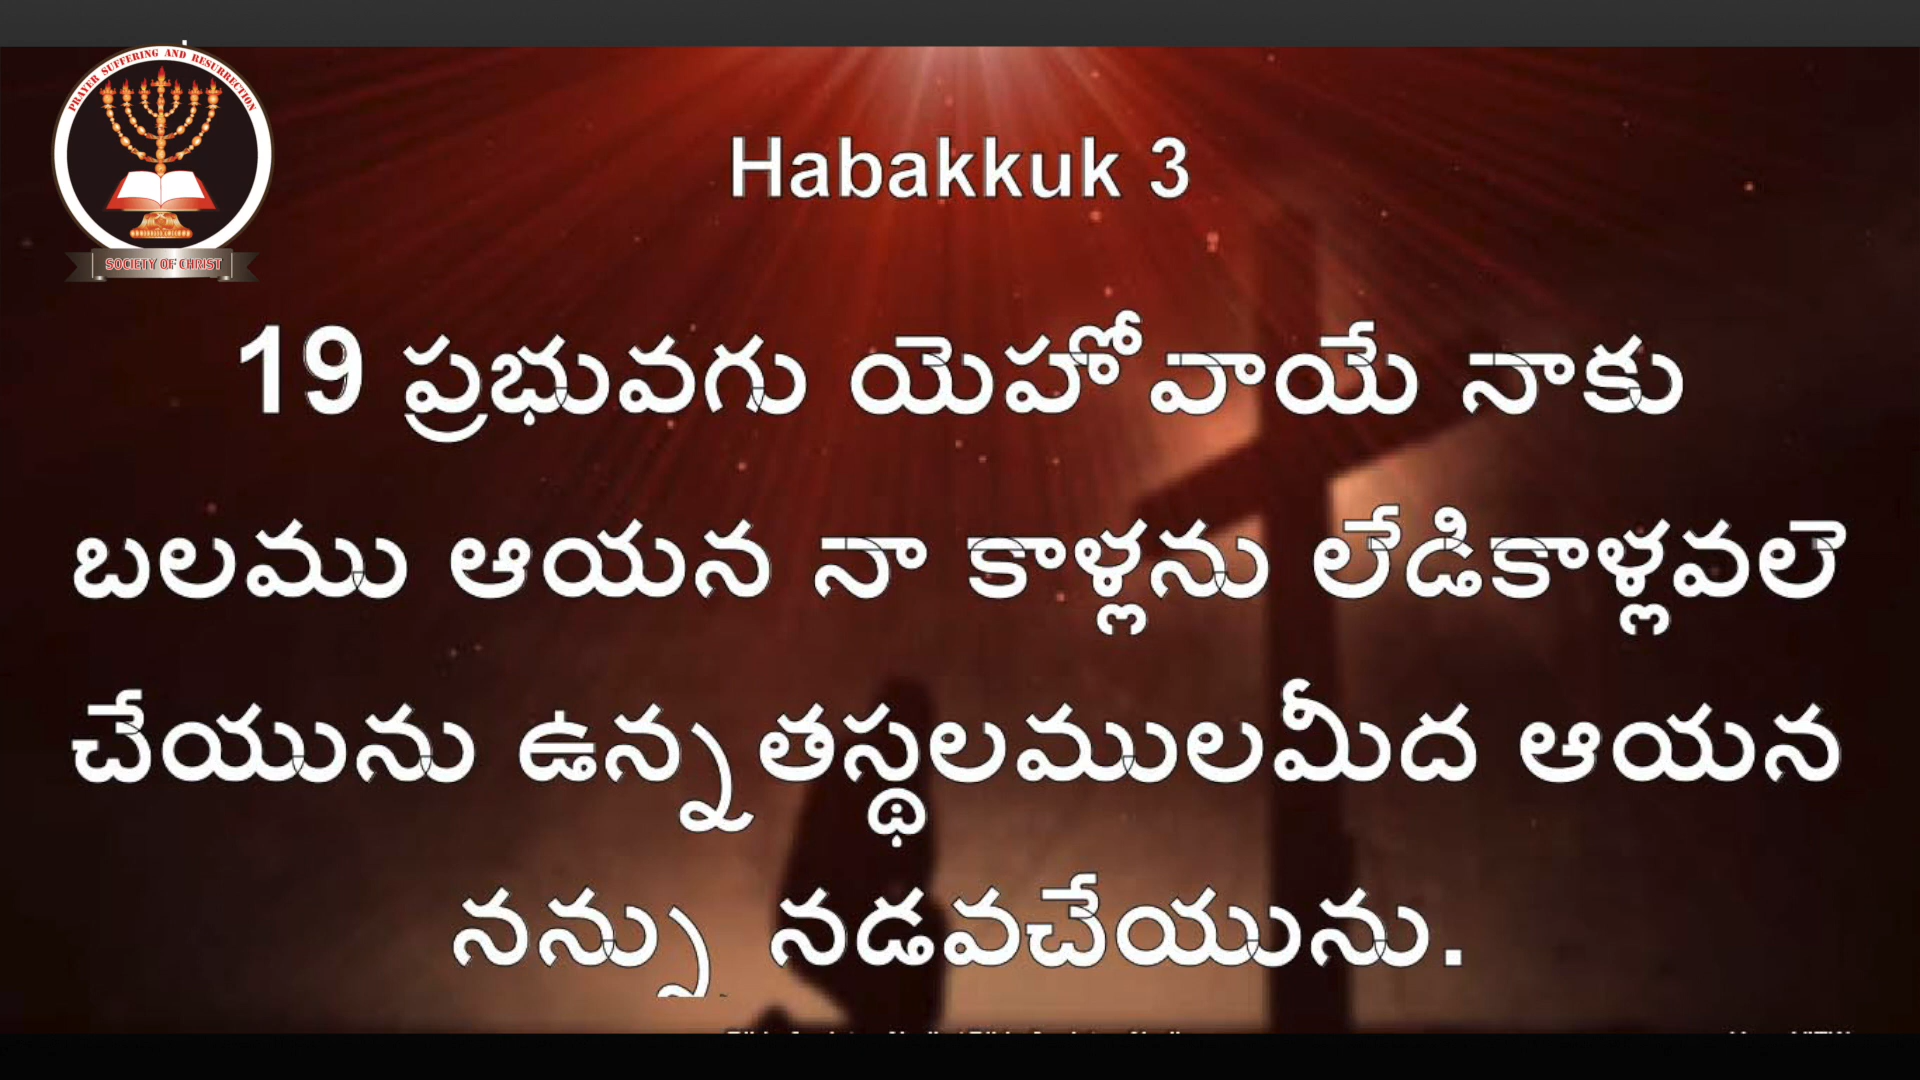 PRAYER SUFFERING AND RESURRECTION
SOCIETY OF CHRIST
Habakkuk 3
19 ప్రభువగు యెహోవాయే నాకు
బలము ఆయన నా కాళ్లను లేడికాళ్లవలె
చేయును ఉన్నతస్థలములమీద ఆయన
నన్ను నడవచేయును.